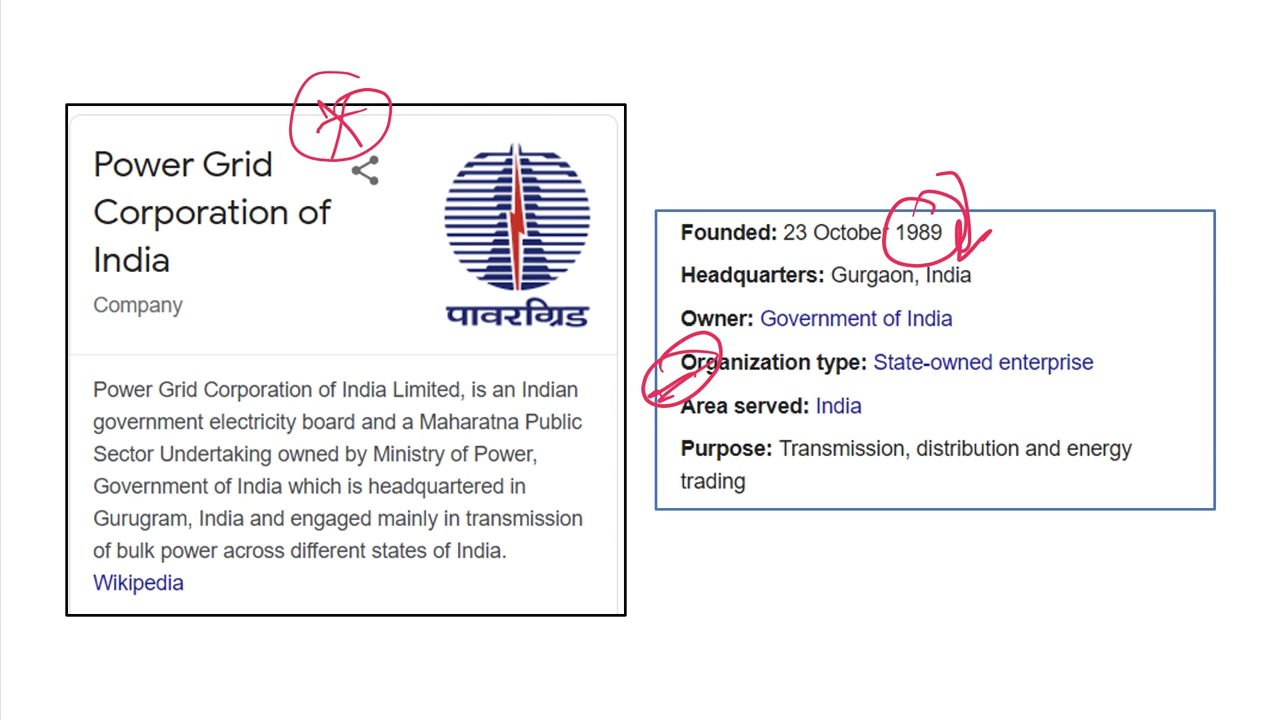 Power Grid
Corporation of
India
Company
पावरग्रिड
Power Grid Corporation of India Limited, is an Indian
government electricity board and a Maharatna Public
Sector Undertaking owned by Ministry of Power,
Government of India which is headquartered in
Gurugram, India and engaged mainly in transmission
of bulk power across different states of India.
Wikipedia
Founded: 23 October 1989
Headquarters: Gurgaon, India
Owner: Government of India
Organization type: State-owned enterprise
Area served: India
Purpose: Transmission, distribution and energy
trading